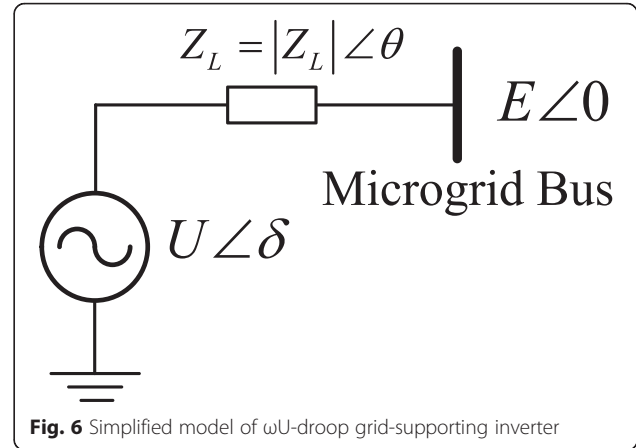 Z_L = |Z_L|∠θ
E∠0
Microgrid Bus
U∠δ
Fig. 6 Simplified model of ωU-droop grid-supporting inverter